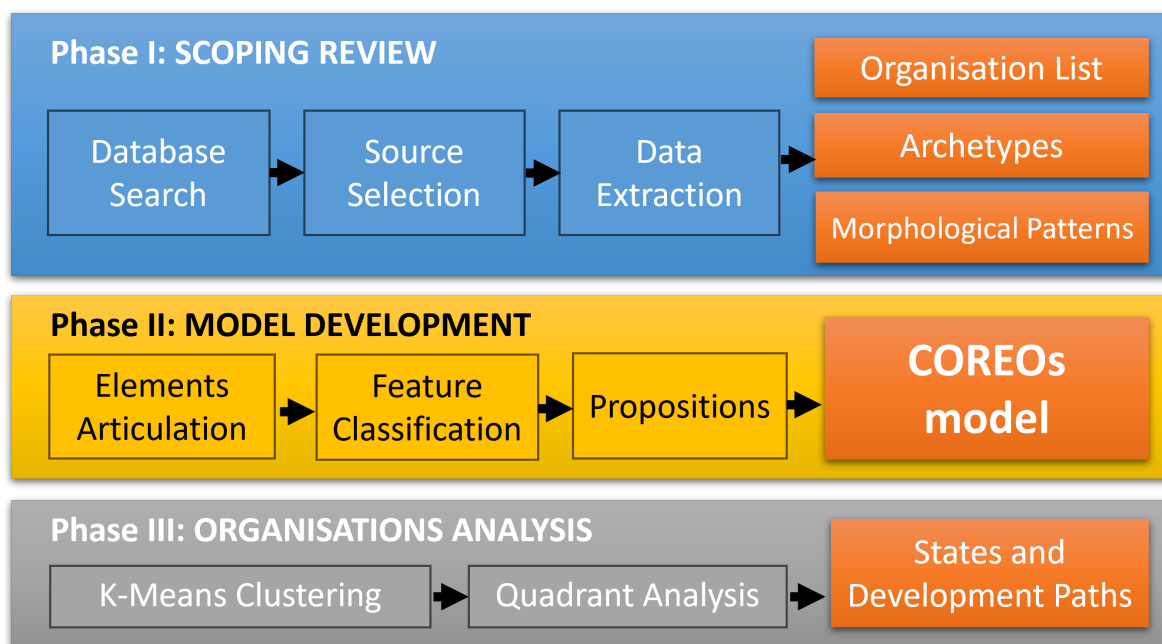 Phase I: SCOPING REVIEW
Database
Search
Source
Selection
Data
Extraction
Organisation List
Archetypes
Morphological Patterns
Phase II: MODEL DEVELOPMENT
Elements
Articulation
Feature
Classification
Propositions
COREOs
model
Phase III: ORGANISATIONS ANALYSIS
K-Means Clustering
Quadrant Analysis
States and
Development Paths